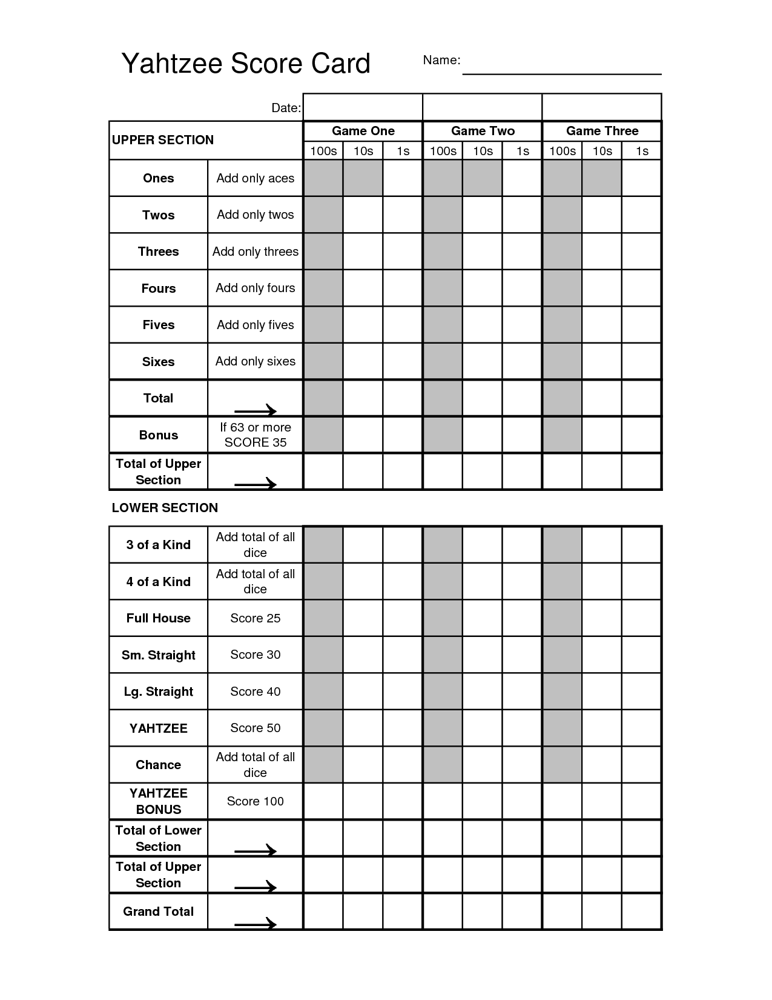 Yahtzee Score Card
Name:
Date:
UPPER SECTION
Game One Game Two Game Three
100s 10s 1s 100s 10s 1s 100s 10s 1s
Ones Add only aces
Twos Add only twos
Threes Add only threes
Fours Add only fours
Fives Add only fives
Sixes Add only sixes
Total
Bonus If 63 or more
SCORE 35
Total of Upper
Section
LOWER SECTION
3 of a Kind Add total of all
dice
4 of a Kind Add total of all
dice
Full House Score 25
Sm. Straight Score 30
Lg. Straight Score 40
YAHTZEE Score 50
Chance Add total of all
dice
YAHTZEE
BONUS Score 100
Total of Lower
Section
Total of Upper
Section
Grand Total